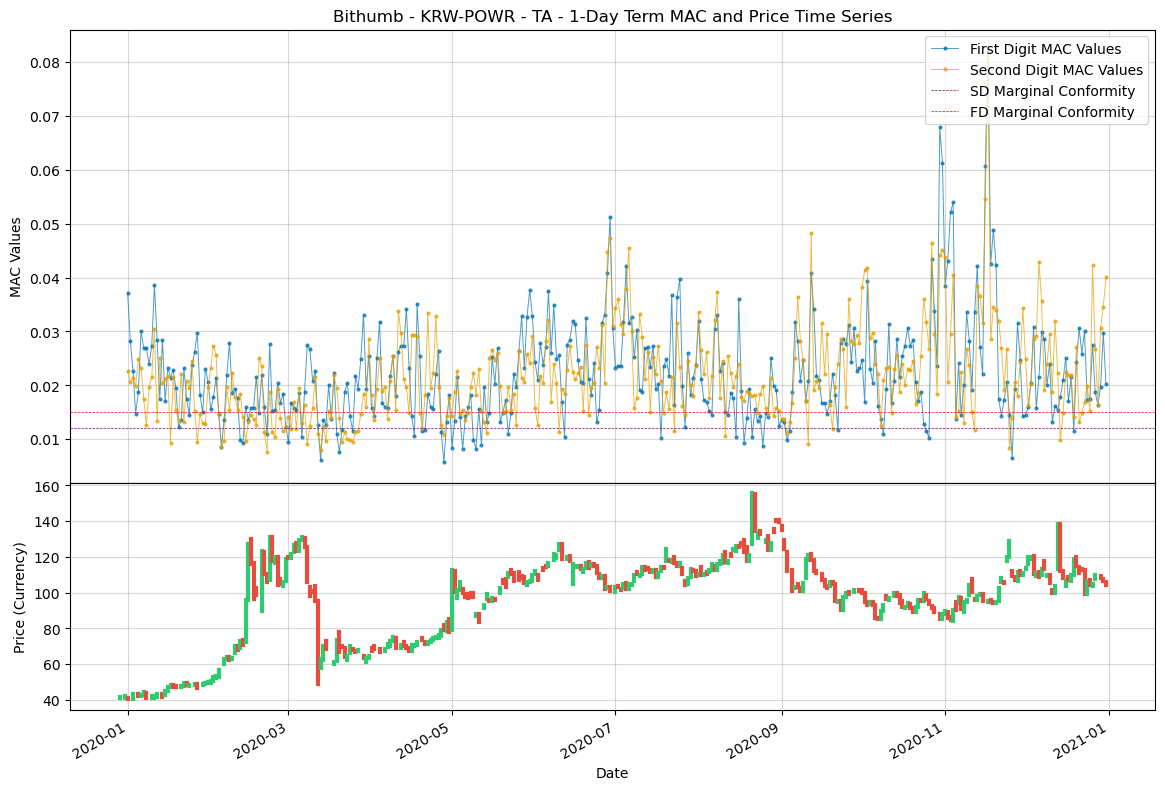 Bithumb - KRW-POWR - TA - 1-Day Term MAC and Price Time Series
First Digit MAC Values
Second Digit MAC Values
SD Marginal Conformity
FD Marginal Conformity
MAC Values
0.08
0.07
0.06
0.05
0.04
0.03
0.02
0.01
Price (Currency)
160
140
120
100
80
60
40
2020-01
2020-03
2020-05
2020-07
2020-09
2020-11
2021-01
Date